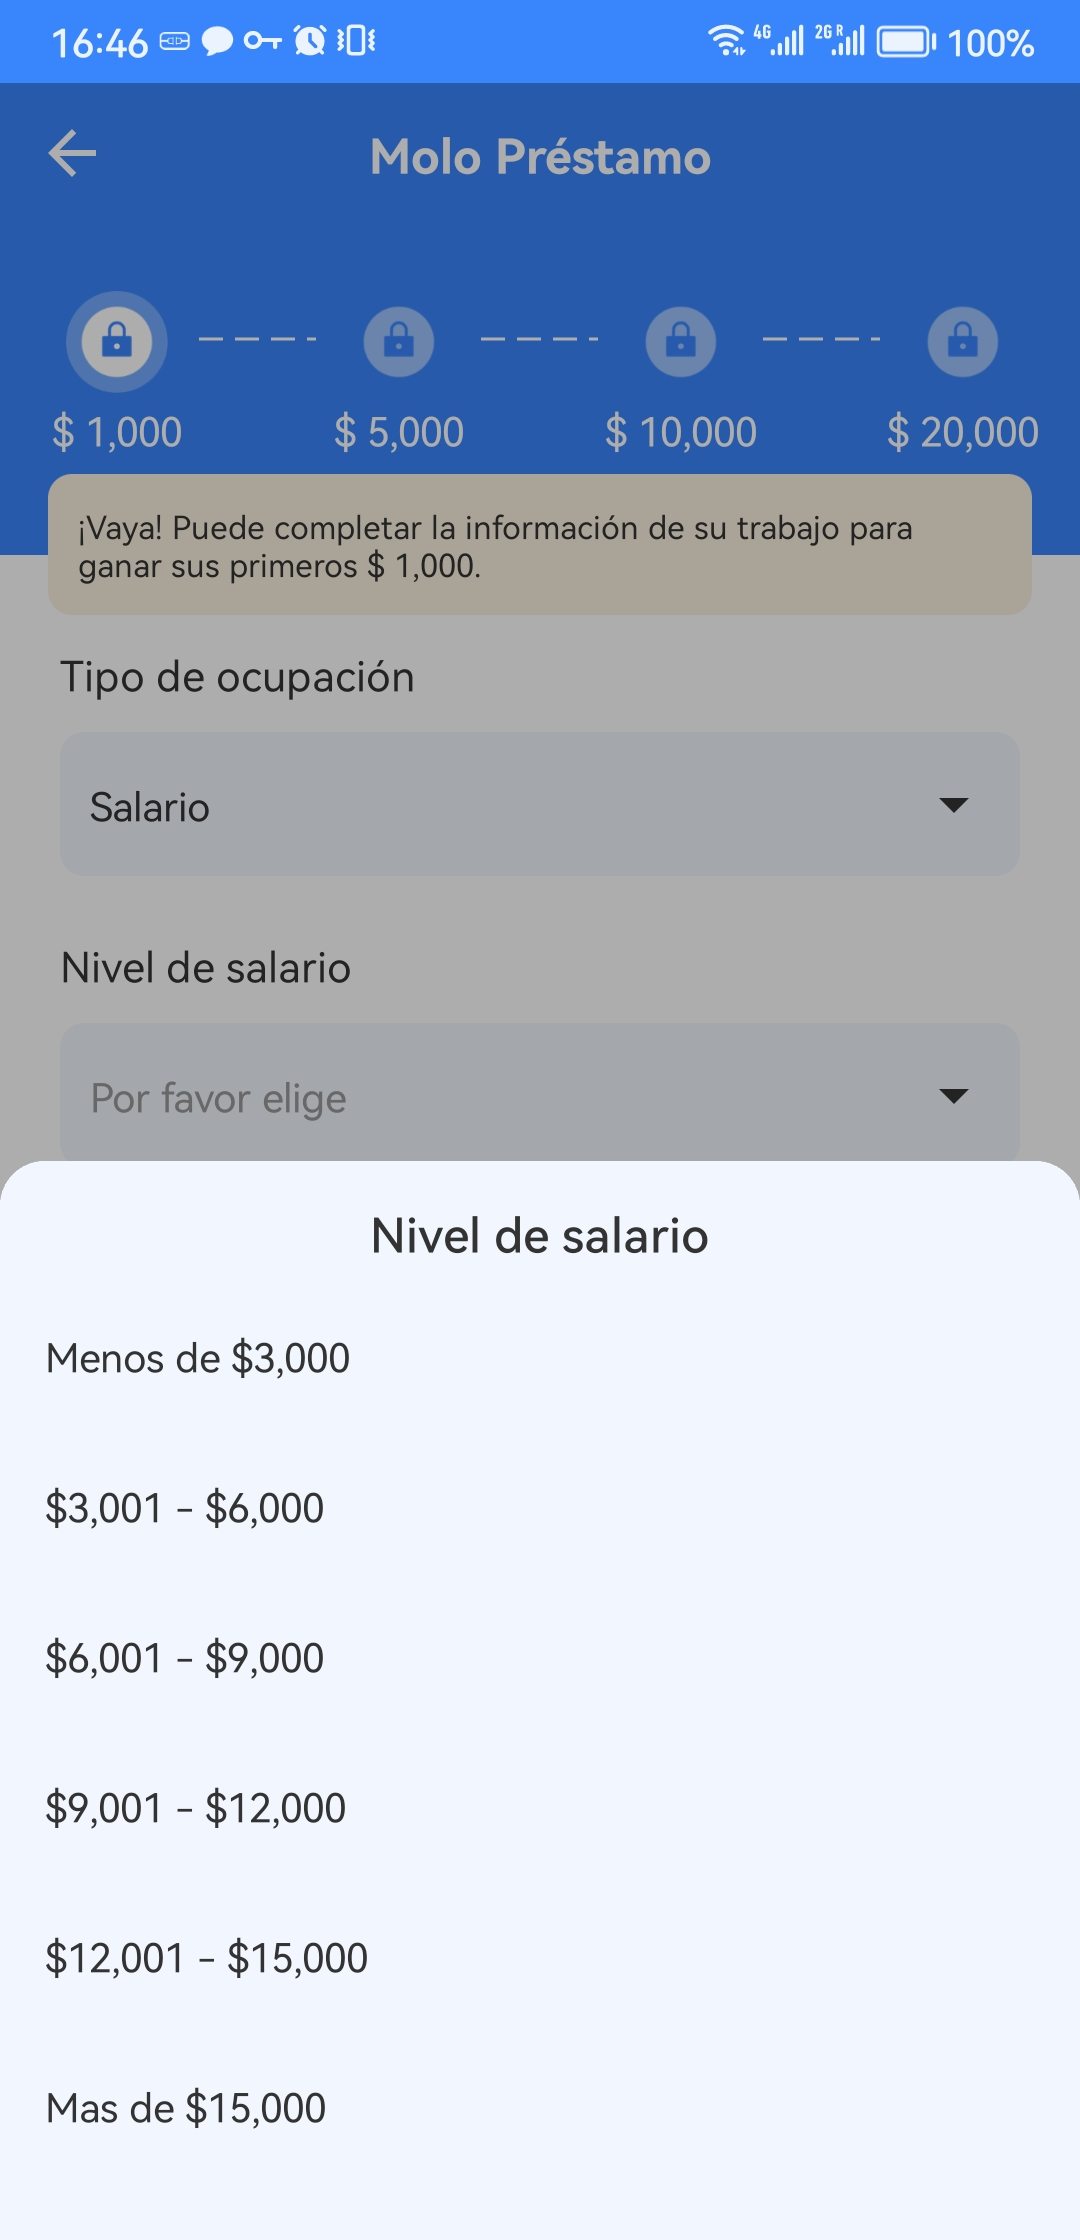 16:46
4G
2G R
100%
Molo Préstamo
$ 1,000
$ 5,000
$ 10,000
$ 20,000
¡Vaya! Puede completar la información de su trabajo para
ganar sus primeros $ 1,000.
Tipo de ocupación
Salario
Nivel de salario
Por favor elige
Nivel de salario
Menos de $3,000
$3,001 - $6,000
$6,001 - $9,000
$9,001 - $12,000
$12,001 - $15,000
Mas de $15,000